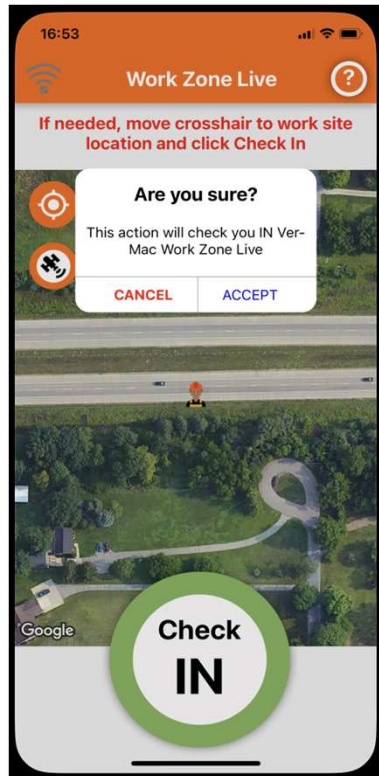 16:53
Work Zone Live
?
If needed, move crosshair to work site
location and click Check In
Are you sure?
This action will check you IN Ver-
Mac Work Zone Live
CANCEL ACCEPT
Google
Check
IN